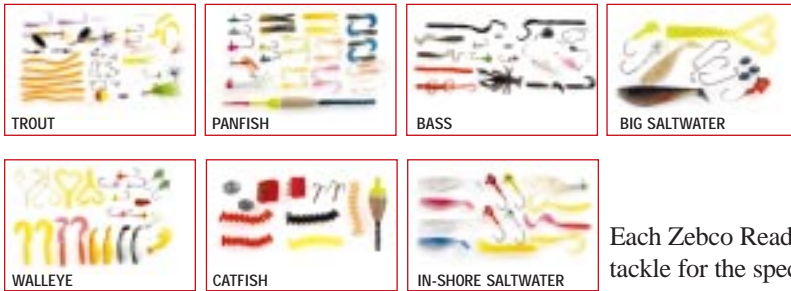 TROUT
PANFISH
BASS
BIG SALTWATER
WALLEYE
CATFISH
IN-SHORE SALTWATER
Each Zebco Read
tackle for the spec